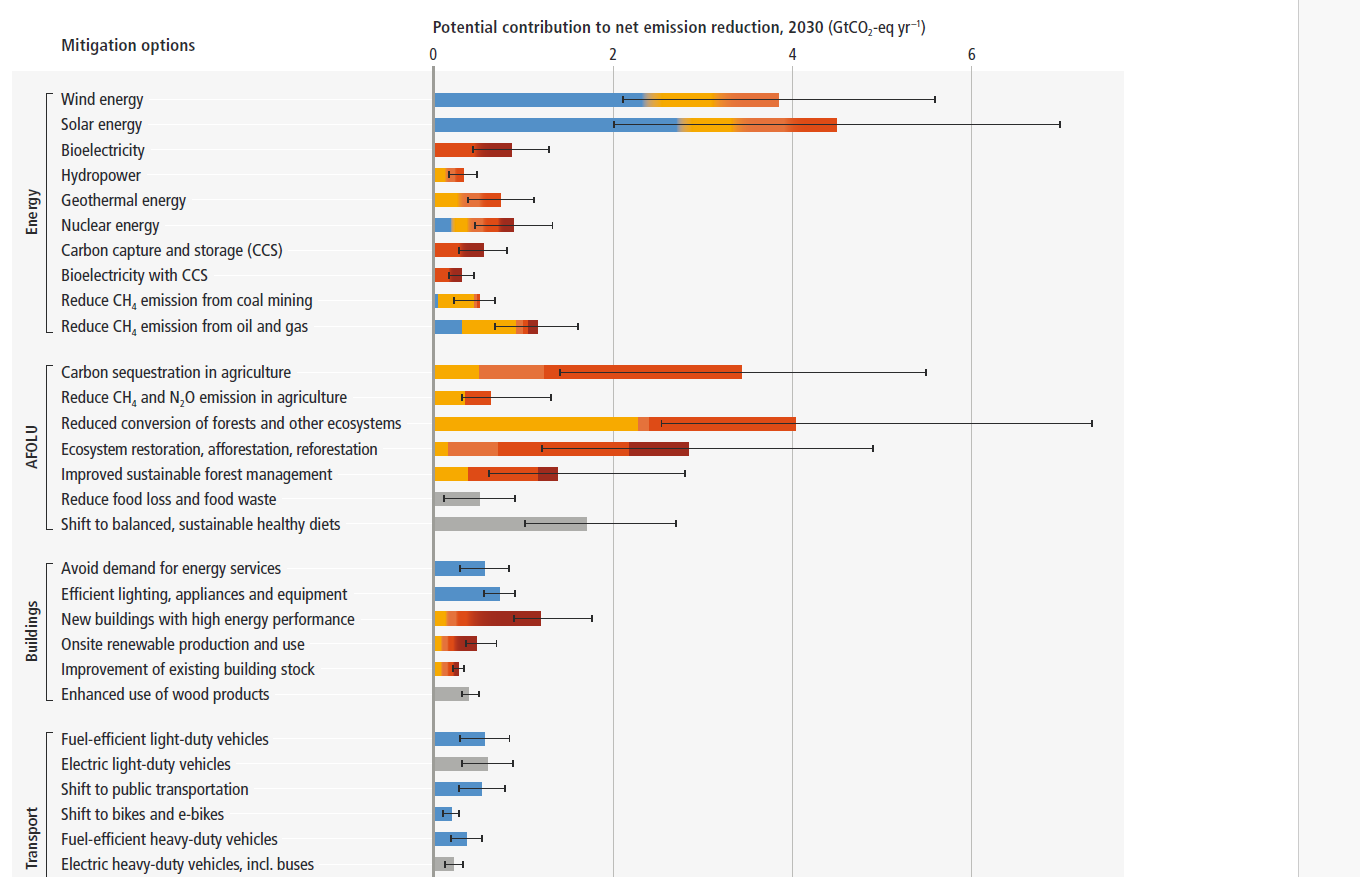 Potential contribution to net emission reduction, 2030 (GtCO₂-eq yr⁻¹)
Mitigation options
0 2 4 6
Energy
Wind energy
Solar energy
Bioelectricity
Hydropower
Geothermal energy
Nuclear energy
Carbon capture and storage (CCS)
Bioelectricity with CCS
Reduce CH₄ emission from coal mining
Reduce CH₄ emission from oil and gas
AFOLU
Carbon sequestration in agriculture
Reduce CH₄ and N₂O emission in agriculture
Reduced conversion of forests and other ecosystems
Ecosystem restoration, afforestation, reforestation
Improved sustainable forest management
Reduce food loss and food waste
Shift to balanced, sustainable healthy diets
Buildings
Avoid demand for energy services
Efficient lighting, appliances and equipment
New buildings with high energy performance
Onsite renewable production and use
Improvement of existing building stock
Enhanced use of wood products
Transport
Fuel-efficient light-duty vehicles
Electric light-duty vehicles
Shift to public transportation
Shift to bikes and e-bikes
Fuel-efficient heavy-duty vehicles
Electric heavy-duty vehicles, incl. buses